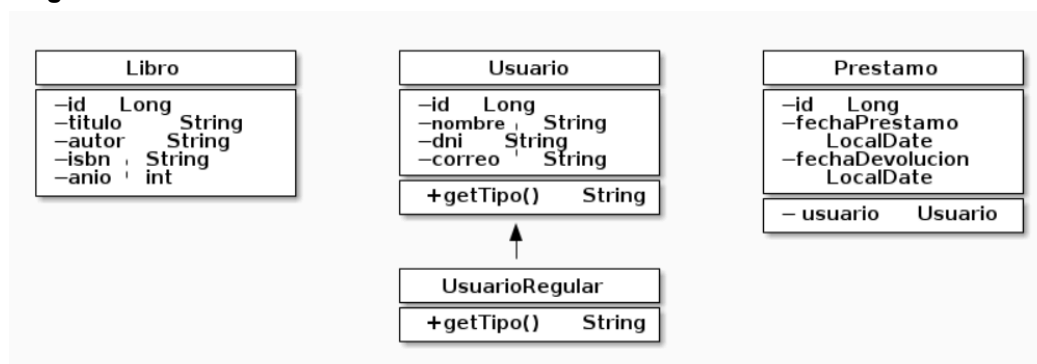 Libro
–id Long
–titulo String
–autor String
–isbn String
–anio int
Usuario
–id Long
–nombre String
–dni String
–correo String
+getTipo() String
UsuarioRegular
+getTipo() String
Prestamo
–id Long
–fechaPrestamo
LocalDate
–fechaDevolucion
LocalDate
– usuario Usuario